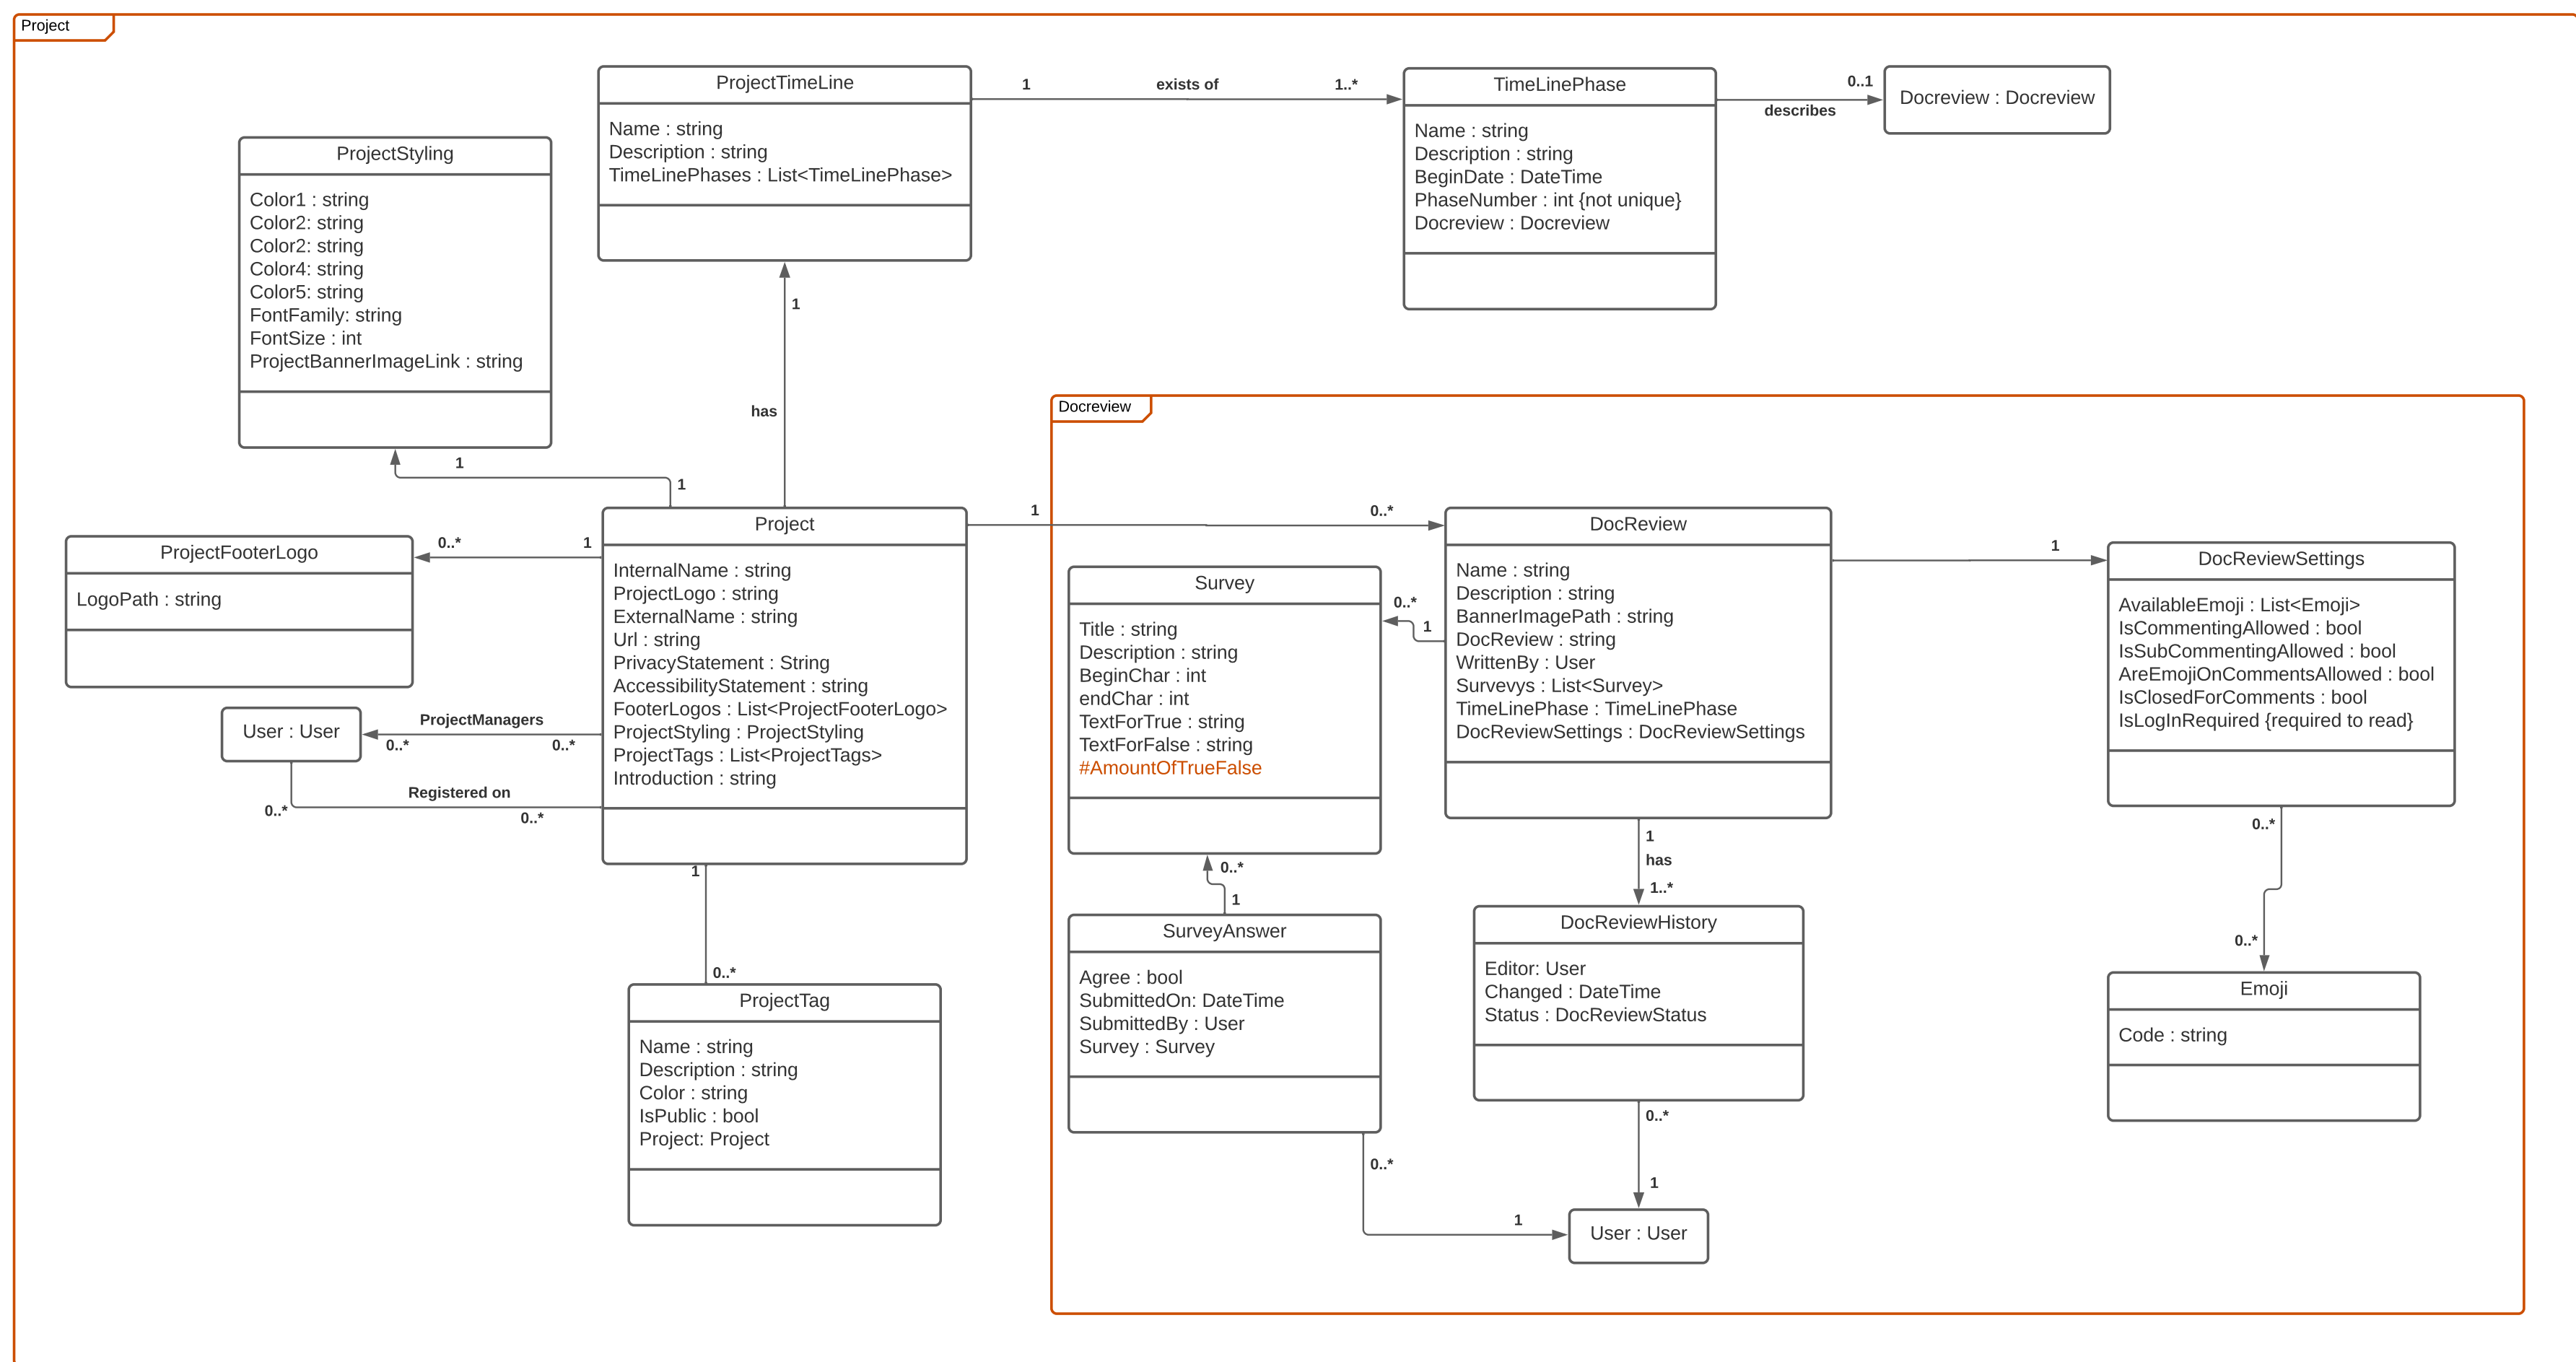 Project
ProjectTimeLine
Name : string
Description : string
TimeLinePhases : List<TimeLinePhase>
1
exists of
1..*
TimeLinePhase
Name : string
Description : string
BeginDate : DateTime
PhaseNumber : int {not unique}
Docreview : Docreview
0..1
describes
Docreview : Docreview
ProjectStyling
Color1 : string
Color2: string
Color2: string
Color4: string
Color5: string
FontFamily: string
FontSize : int
ProjectBannerImageLink : string
1
has
1
1
Docreview
Project
InternalName : string
ProjectLogo : string
ExternalName : string
Url : string
PrivacyStatement : String
AccessibilityStatement : string
FooterLogos : List<ProjectFooterLogo>
ProjectStyling : ProjectStyling
ProjectTags : List<ProjectTags>
Introduction : string
1
0..*
0..*
1
ProjectFooterLogo
LogoPath : string
User : User
ProjectManagers
0..*
0..*
Registered on
0..*
0..*
1
0..*
ProjectTag
Name : string
Description : string
Color : string
IsPublic : bool
Project: Project
DocReview
Name : string
Description : string
BannerImagePath : string
DocReview : string
WrittenBy : User
Survevys : List<Survey>
TimeLinePhase : TimeLinePhase
DocReviewSettings : DocReviewSettings
0..*
1
Survey
Title : string
Description : string
BeginChar : int
endChar : int
TextForTrue : string
TextForFalse : string
#AmountOfTrueFalse
0..*
1
SurveyAnswer
Agree : bool
SubmittedOn: DateTime
SubmittedBy : User
Survey : Survey
0..*
1
1
has
1..*
DocReviewHistory
Editor: User
Changed : DateTime
Status : DocReviewStatus
0..*
1
User : User
1
DocReviewSettings
AvailableEmoji : List<Emoji>
IsCommentingAllowed : bool
IsSubCommentingAllowed : bool
AreEmojiOnCommentsAllowed : bool
IsClosedForComments : bool
IsLogInRequired {required to read}
0..*
0..*
Emoji
Code : string